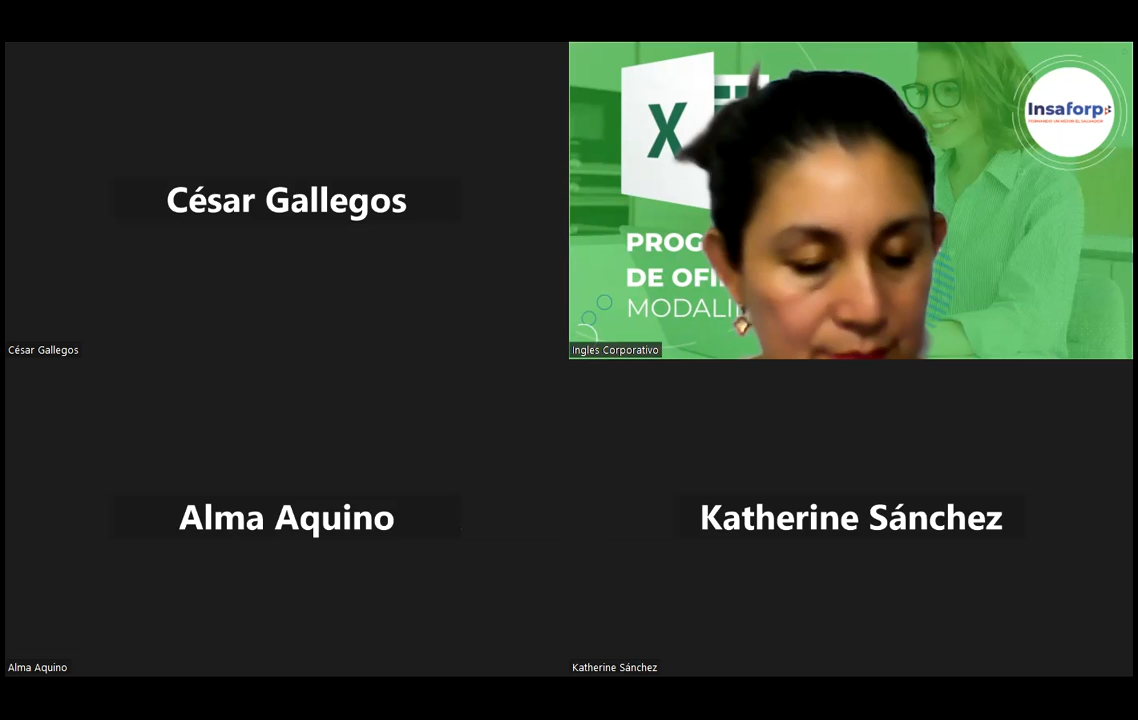 César Gallegos
César Gallegos
X
Insaforp
PROG
DE OFI
MODALI
Ingles Corporativo
Alma Aquino
Alma Aquino
Katherine Sánchez
Katherine Sánchez